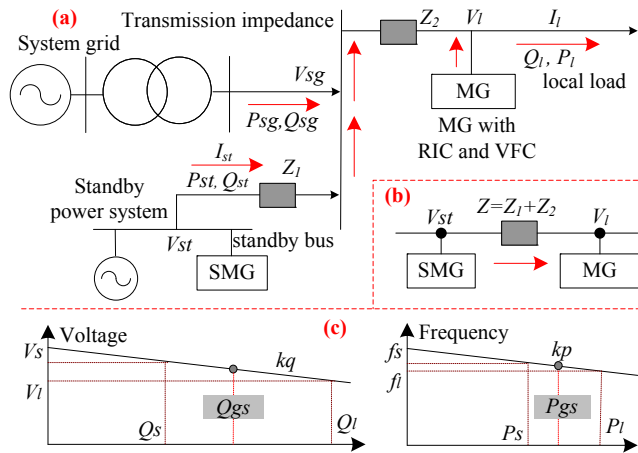 (a)
Transmission impedance
System grid
Vsg
Psg,Qsg
Z2
Vl
Il
Ql, Pl
local load
MG
MG with
RIC and VFC
Ist
Pst, Qst
Z1
Standby
power system
Vst
standby bus
SMG
(b)
Vst
Z=Z1+Z2
Vl
SMG
MG
(c)
Voltage
Vs
Vl
kq
Qgs
Qs
Ql
Frequency
fs
fl
kp
Pgs
Ps
Pl